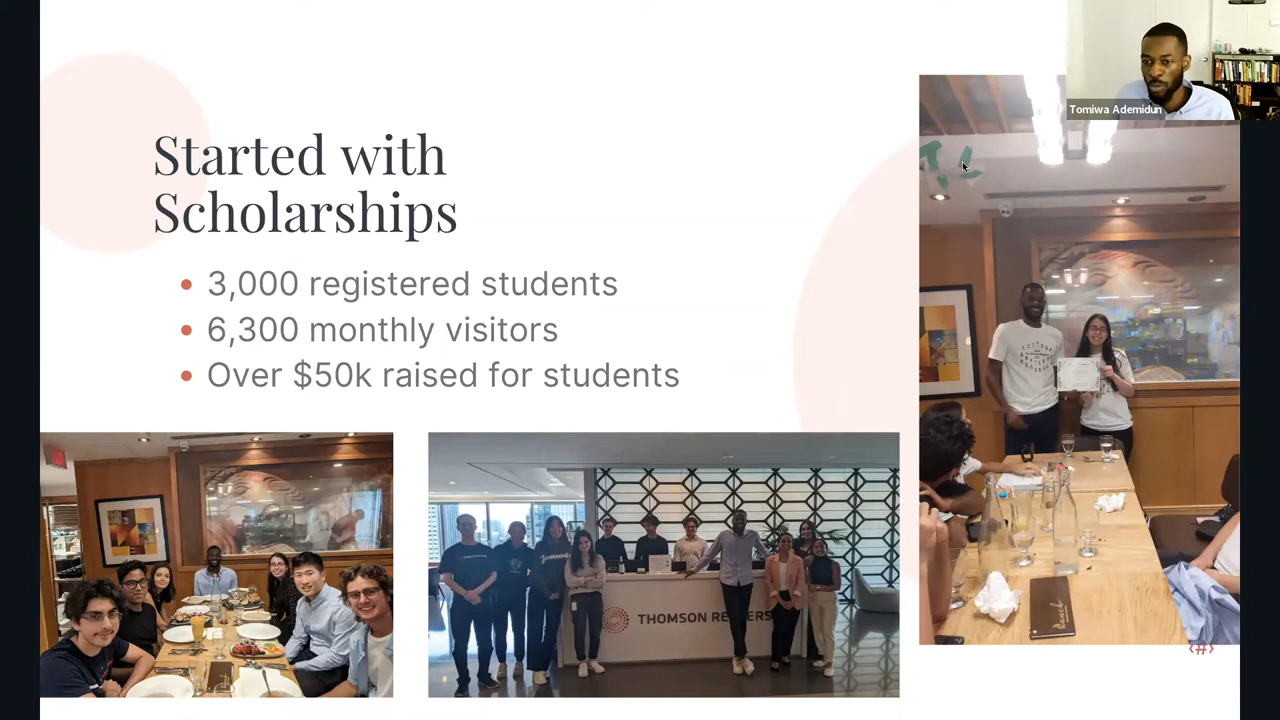 Tomiwa Ademidun
Started with
Scholarships
• 3,000 registered students
• 6,300 monthly visitors
• Over $50k raised for students
THOMSON REUTERS
‹#›